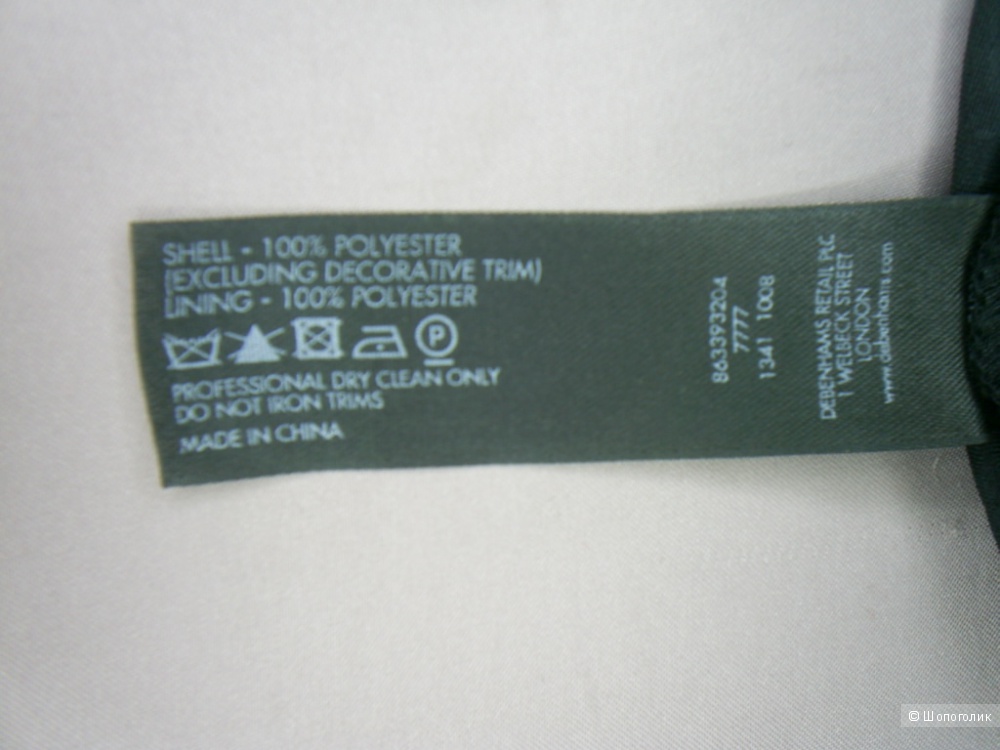 SHELL - 100% POLYESTER
(EXCLUDING DECORATIVE TRIM)
LINING - 100% POLYESTER
P
PROFESSIONAL DRY CLEAN ONLY
DO NOT IRON TRIMS
MADE IN CHINA
863393204
7777
1341 1008
DEBENHAMS RETAIL PLC
1 WELBECK STREET
LONDON
www.debenhams.com
© Шопоголик